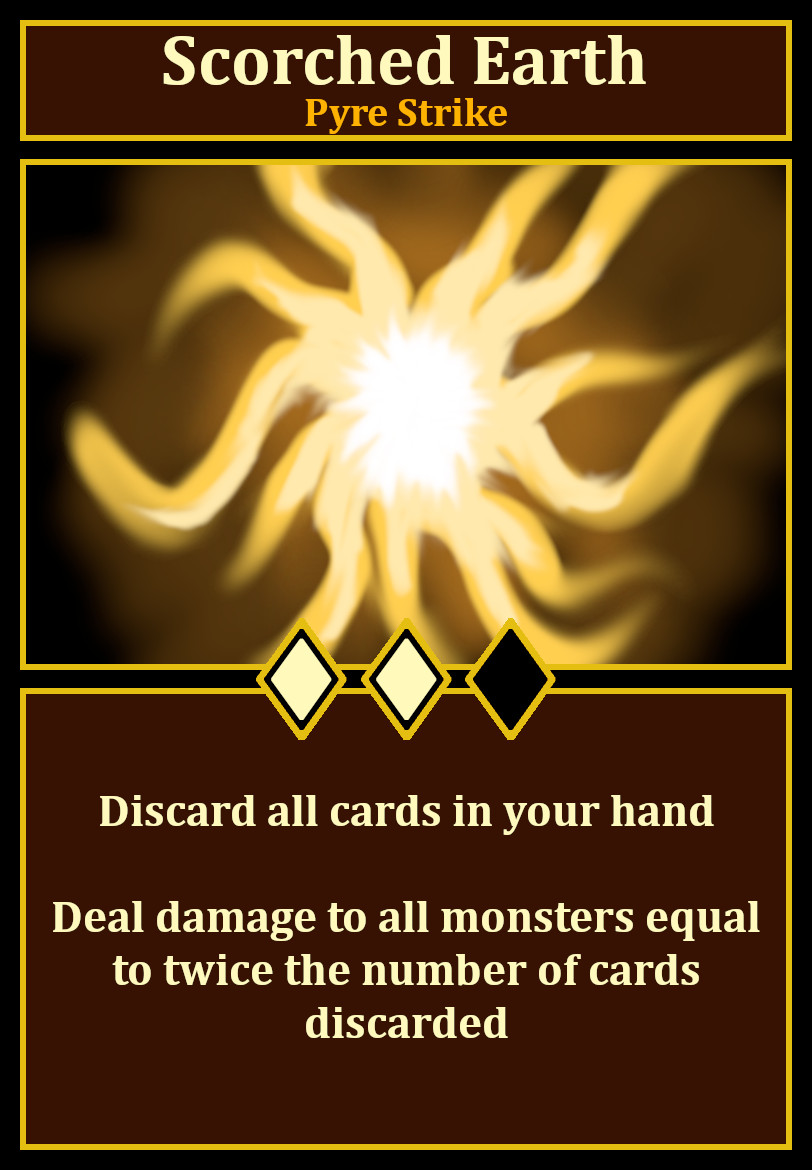 Scorched Earth
Pyre Strike
Discard all cards in your hand
Deal damage to all monsters equal
to twice the number of cards
discarded